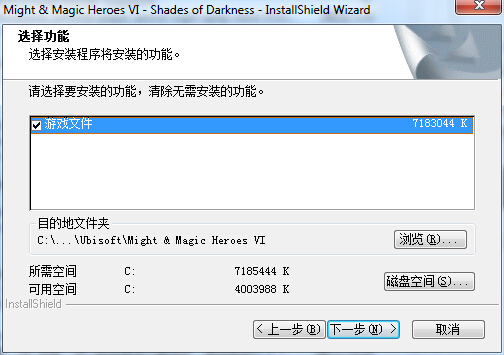 Might & Magic Heroes VI - Shades of Darkness - InstallShield Wizard
选择功能
选择安装程序将安装的功能。
请选择要安装的功能，清除无需安装的功能。
游戏文件 7183044 K
目的地文件夹
C:\...\Ubisoft\Might & Magic Heroes VI 浏览(R)...
所需空间 C: 7185444 K
可用空间 C: 4003988 K
磁盘空间(S)...
InstallShield
< 上一步(B) 下一步(N) > 取消